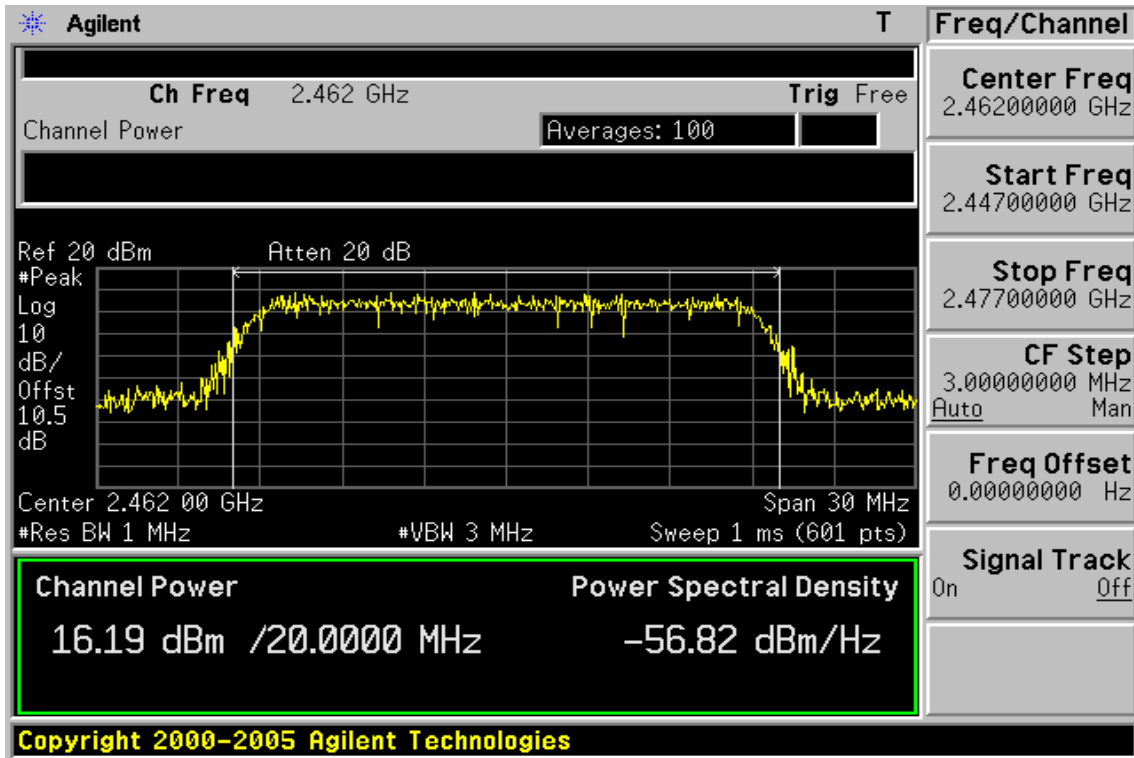 Agilent T
Freq/Channel
Ch Freq 2.462 GHz Trig Free
Channel Power Averages: 100
Ref 20 dBm Atten 20 dB
#Peak
Log
10
dB/
Offst
10.5
dB
Center 2.462 00 GHz Span 30 MHz
#Res BW 1 MHz #VBW 3 MHz Sweep 1 ms (601 pts)
Channel Power Power Spectral Density
16.19 dBm /20.0000 MHz -56.82 dBm/Hz
Copyright 2000-2005 Agilent Technologies
Center Freq
2.46200000 GHz
Start Freq
2.44700000 GHz
Stop Freq
2.47700000 GHz
CF Step
3.00000000 MHz
Auto Man
Freq Offset
0.00000000 Hz
Signal Track
On Off